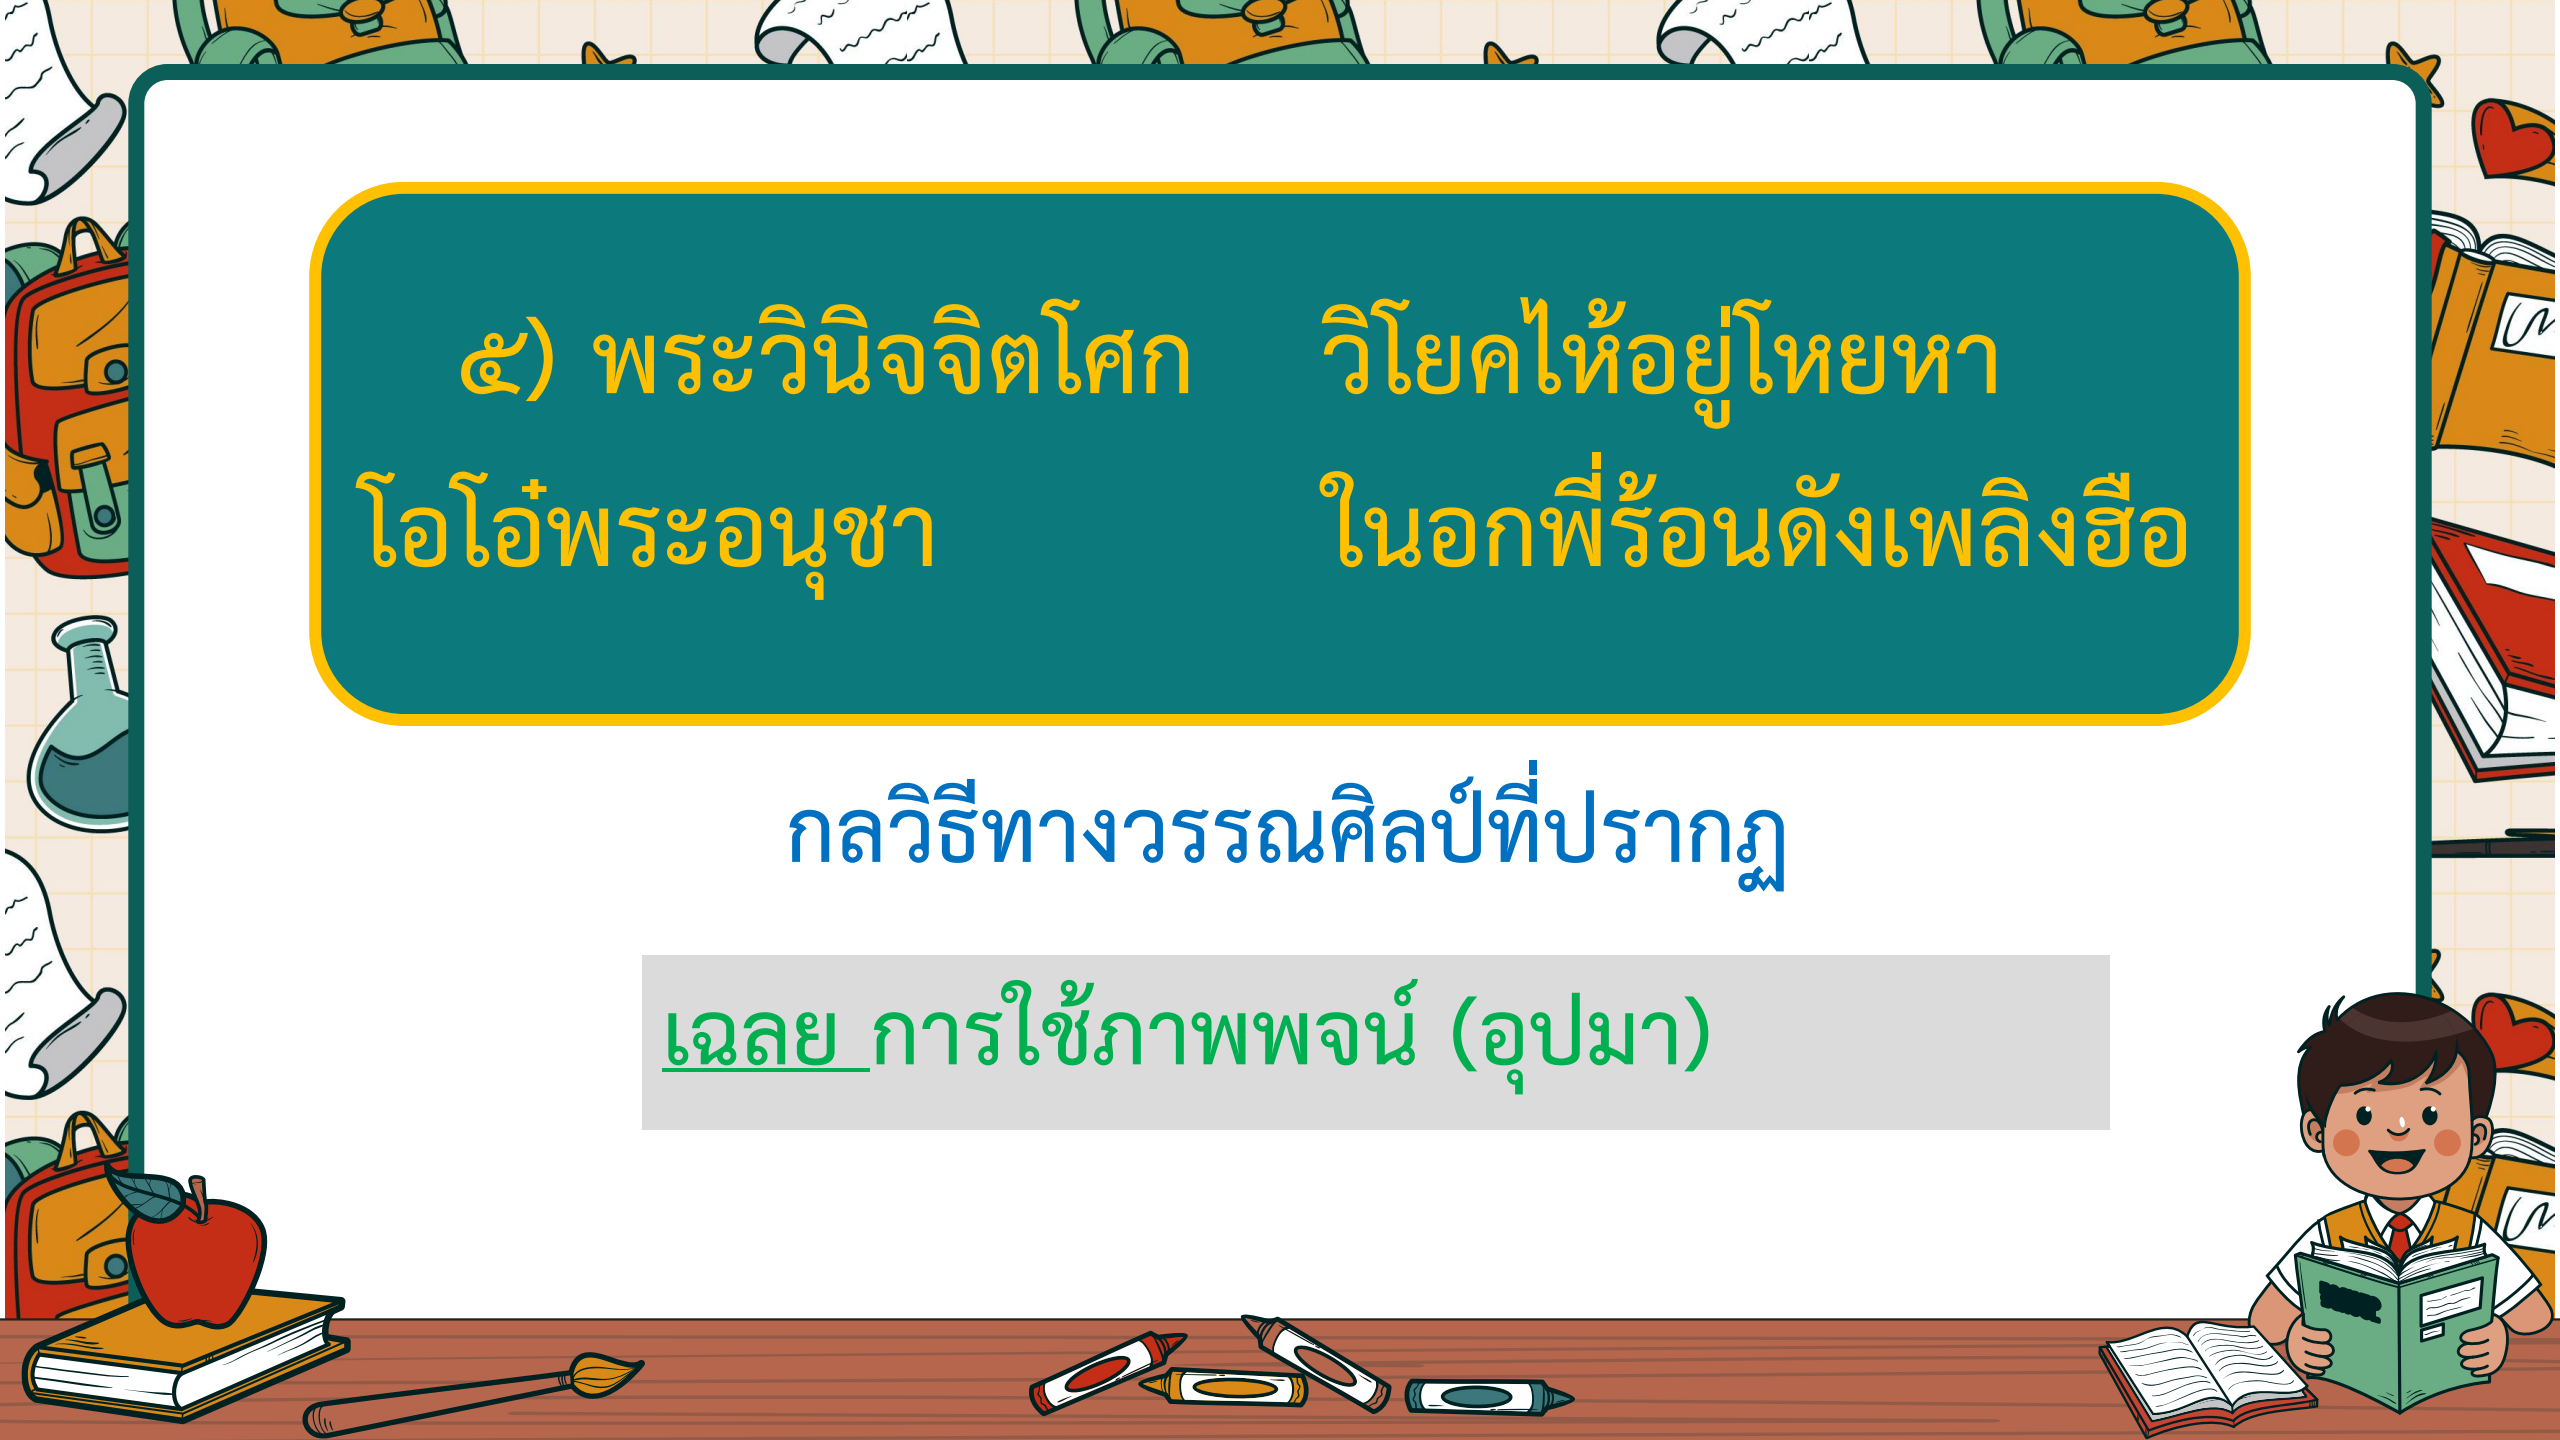 ๕) พระวินิจจิตโศก วิโยคไห้อยู่โหยหา
โอโอ๋พระอนุชา ในอกพี่ร้อนดังเพลิงฮือ
กลวิธีทางวรรณศิลป์ที่ปรากฏ
เฉลย การใช้ภาพพจน์ (อุปมา)